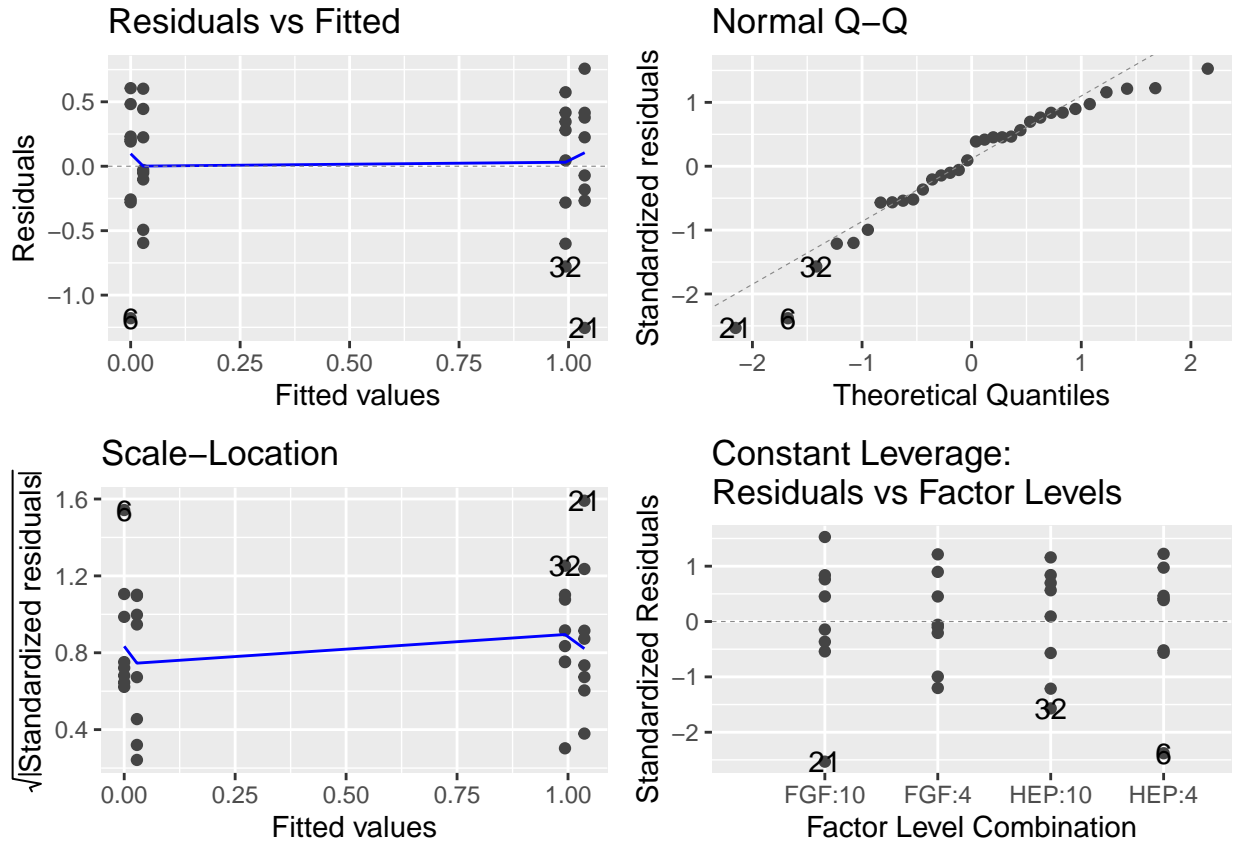 Residuals vs Fitted
Residuals
0.5
0.0
−0.5
−1.0
32
6
21
0.00 0.25 0.50 0.75 1.00
Fitted values
Normal Q−Q
Standardized residuals
1
0
−1
−2
32
6
21
−2 −1 0 1 2
Theoretical Quantiles
Scale−Location
√|Standardized residuals|
1.6
1.2
0.8
0.4
6
21
32
0.00 0.25 0.50 0.75 1.00
Fitted values
Constant Leverage:
Residuals vs Factor Levels
Standardized Residuals
1
0
−1
−2
32
6
21
FGF:10 FGF:4 HEP:10 HEP:4
Factor Level Combination